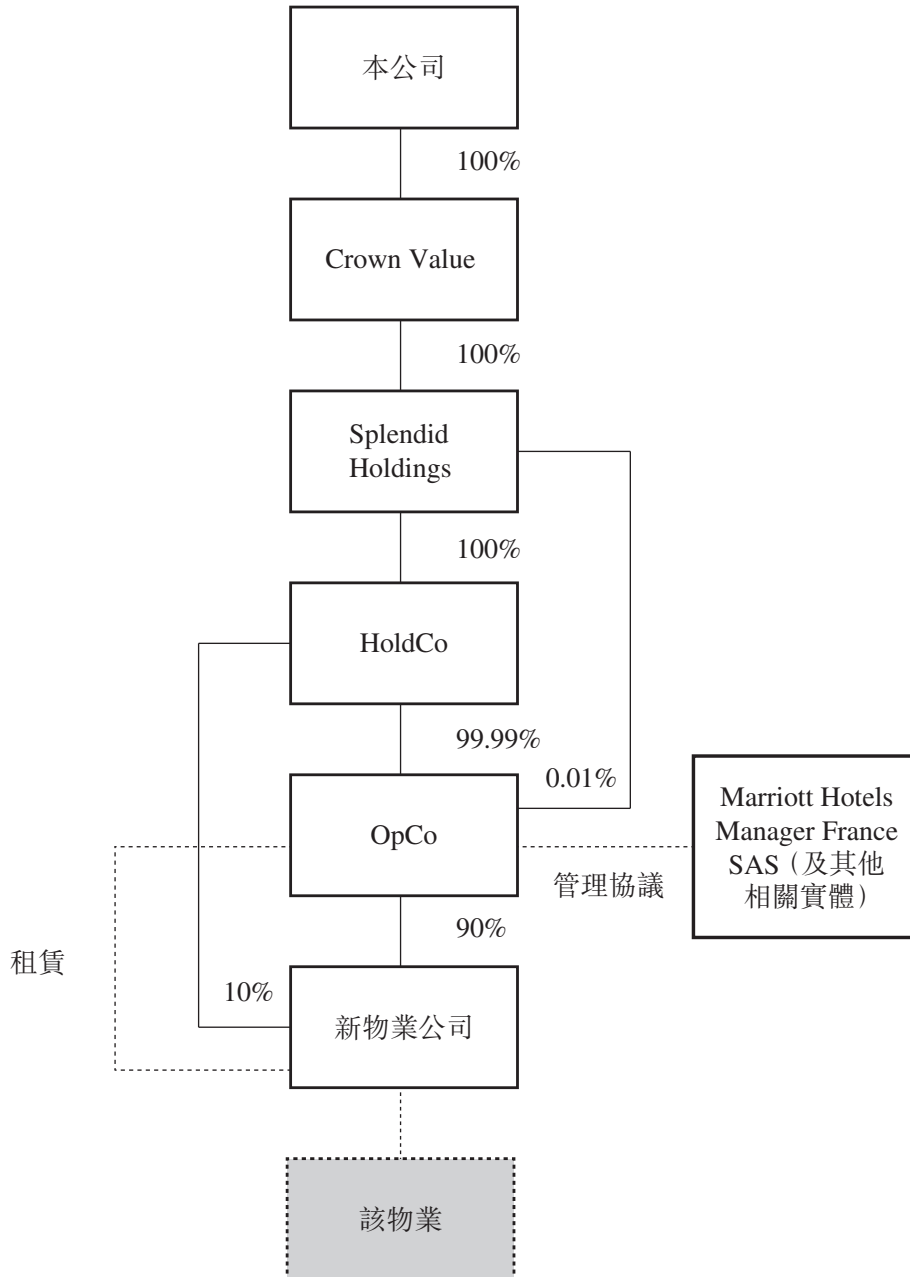 本公司
100%
Crown Value
100%
Splendid
Holdings
100%
HoldCo
99.99%
0.01%
OpCo
Marriott Hotels
Manager France
SAS（及其他
相關實體）
管理協議
90%
租賃
10%
新物業公司
該物業